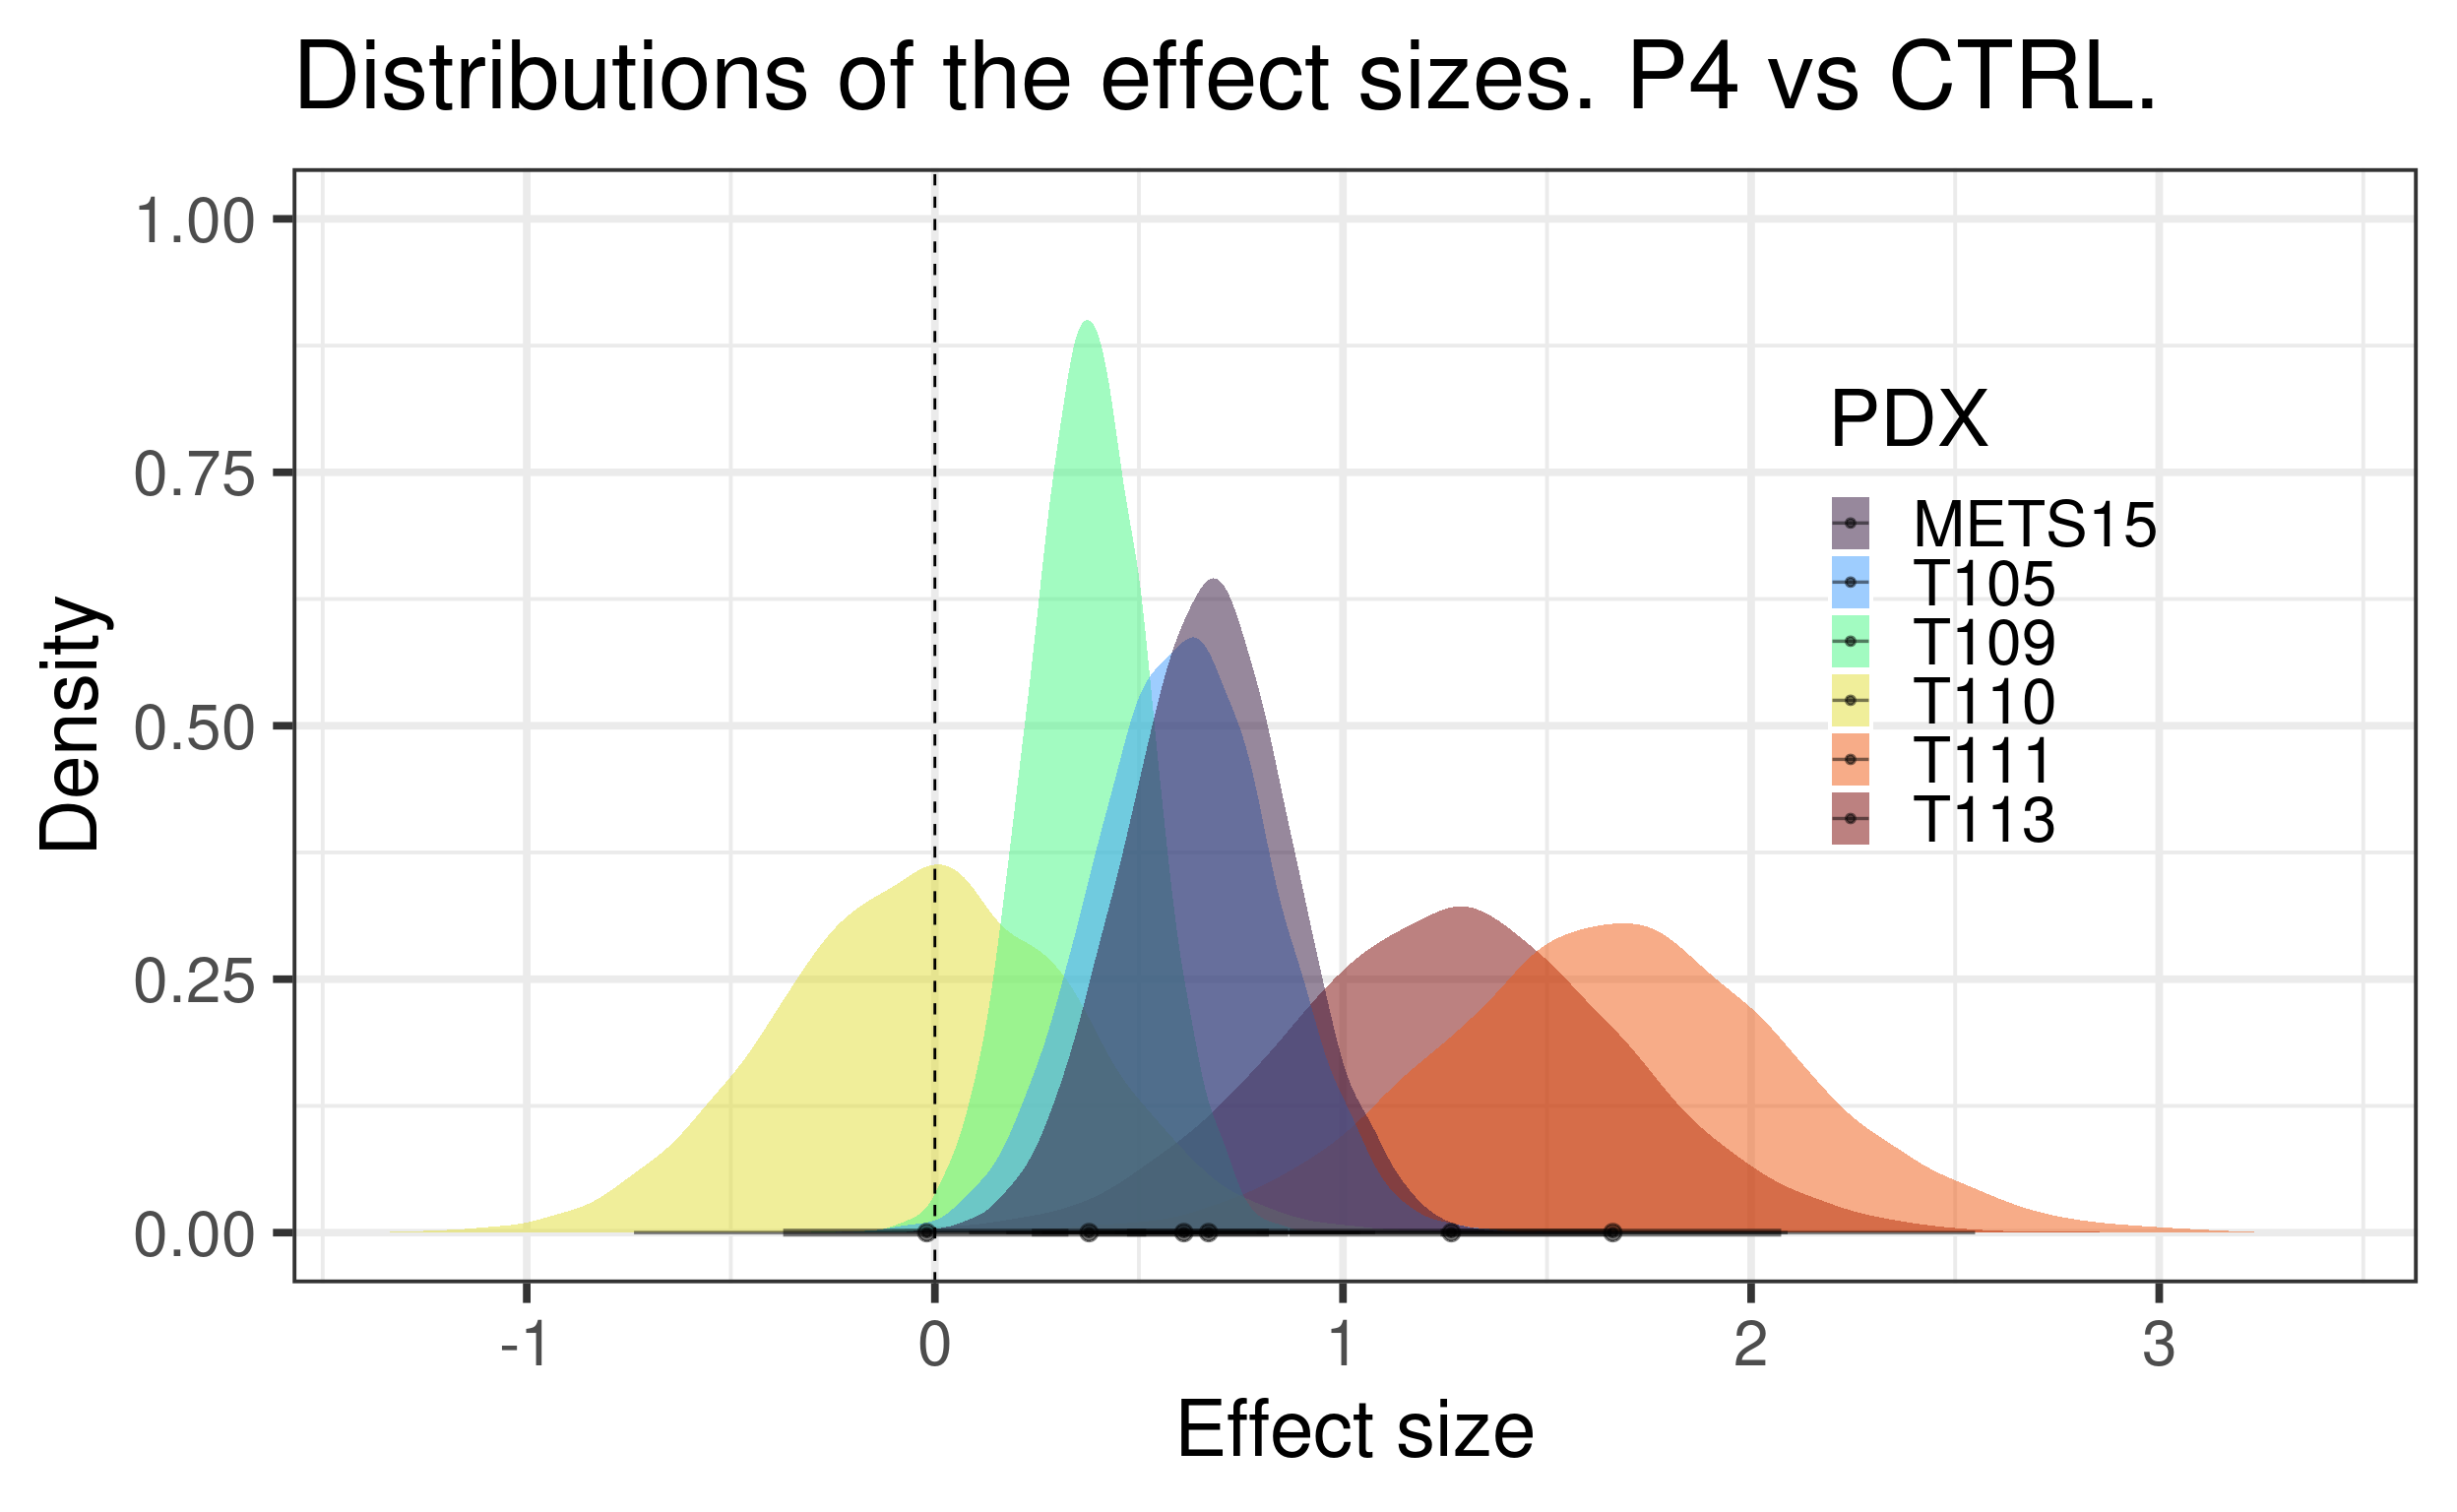 Distributions of the effect sizes. P4 vs CTRL.
1.00
0.75
0.50
0.25
0.00
Density
PDX
METS15
T105
T109
T110
T111
T113
-1 0 1 2 3
Effect size